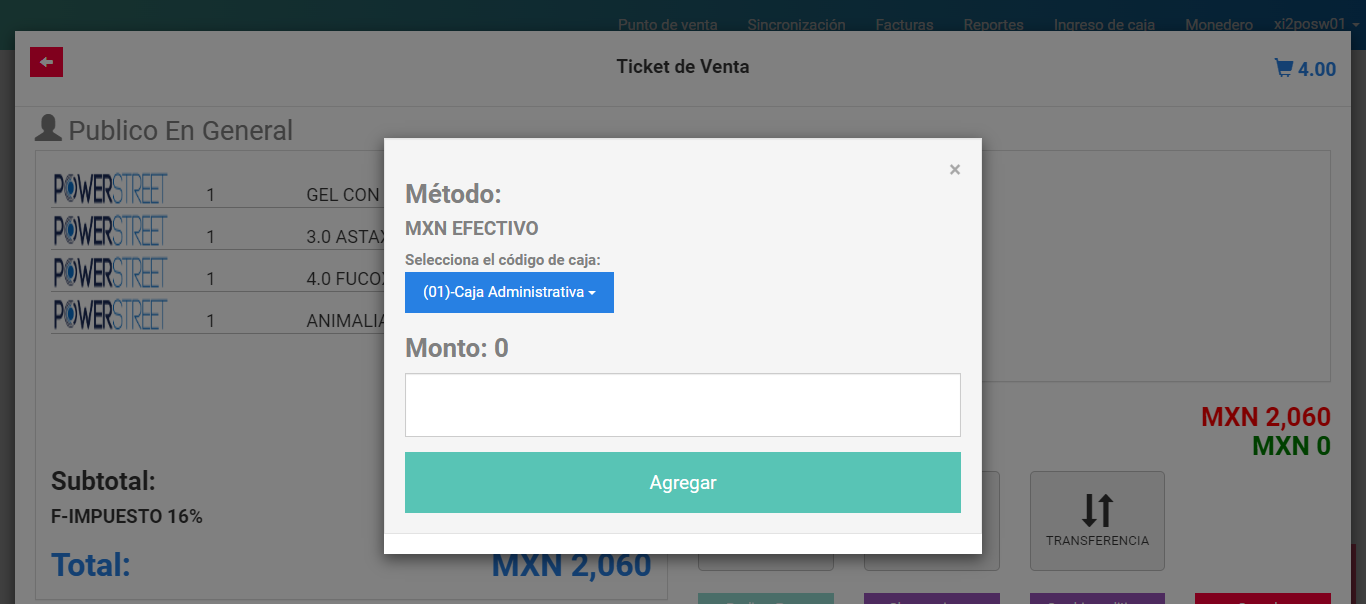 Punto de venta Sincronización Facturas Reportes Ingreso de caja Monedero xi2posw01
Ticket de Venta
4.00
Publico En General
×
POWERSTREET 1 GEL CON
POWERSTREET 1 3.0 ASTAX
POWERSTREET 1 4.0 FUCO
POWERSTREET 1 ANIMALIA
Método:
MXN EFECTIVO
Selecciona el código de caja:
(01)-Caja Administrativa
Monto: 0
Agregar
MXN 2,060
MXN 0
Subtotal:
F-IMPUESTO 16%
Total: MXN 2,060
TRANSFERENCIA